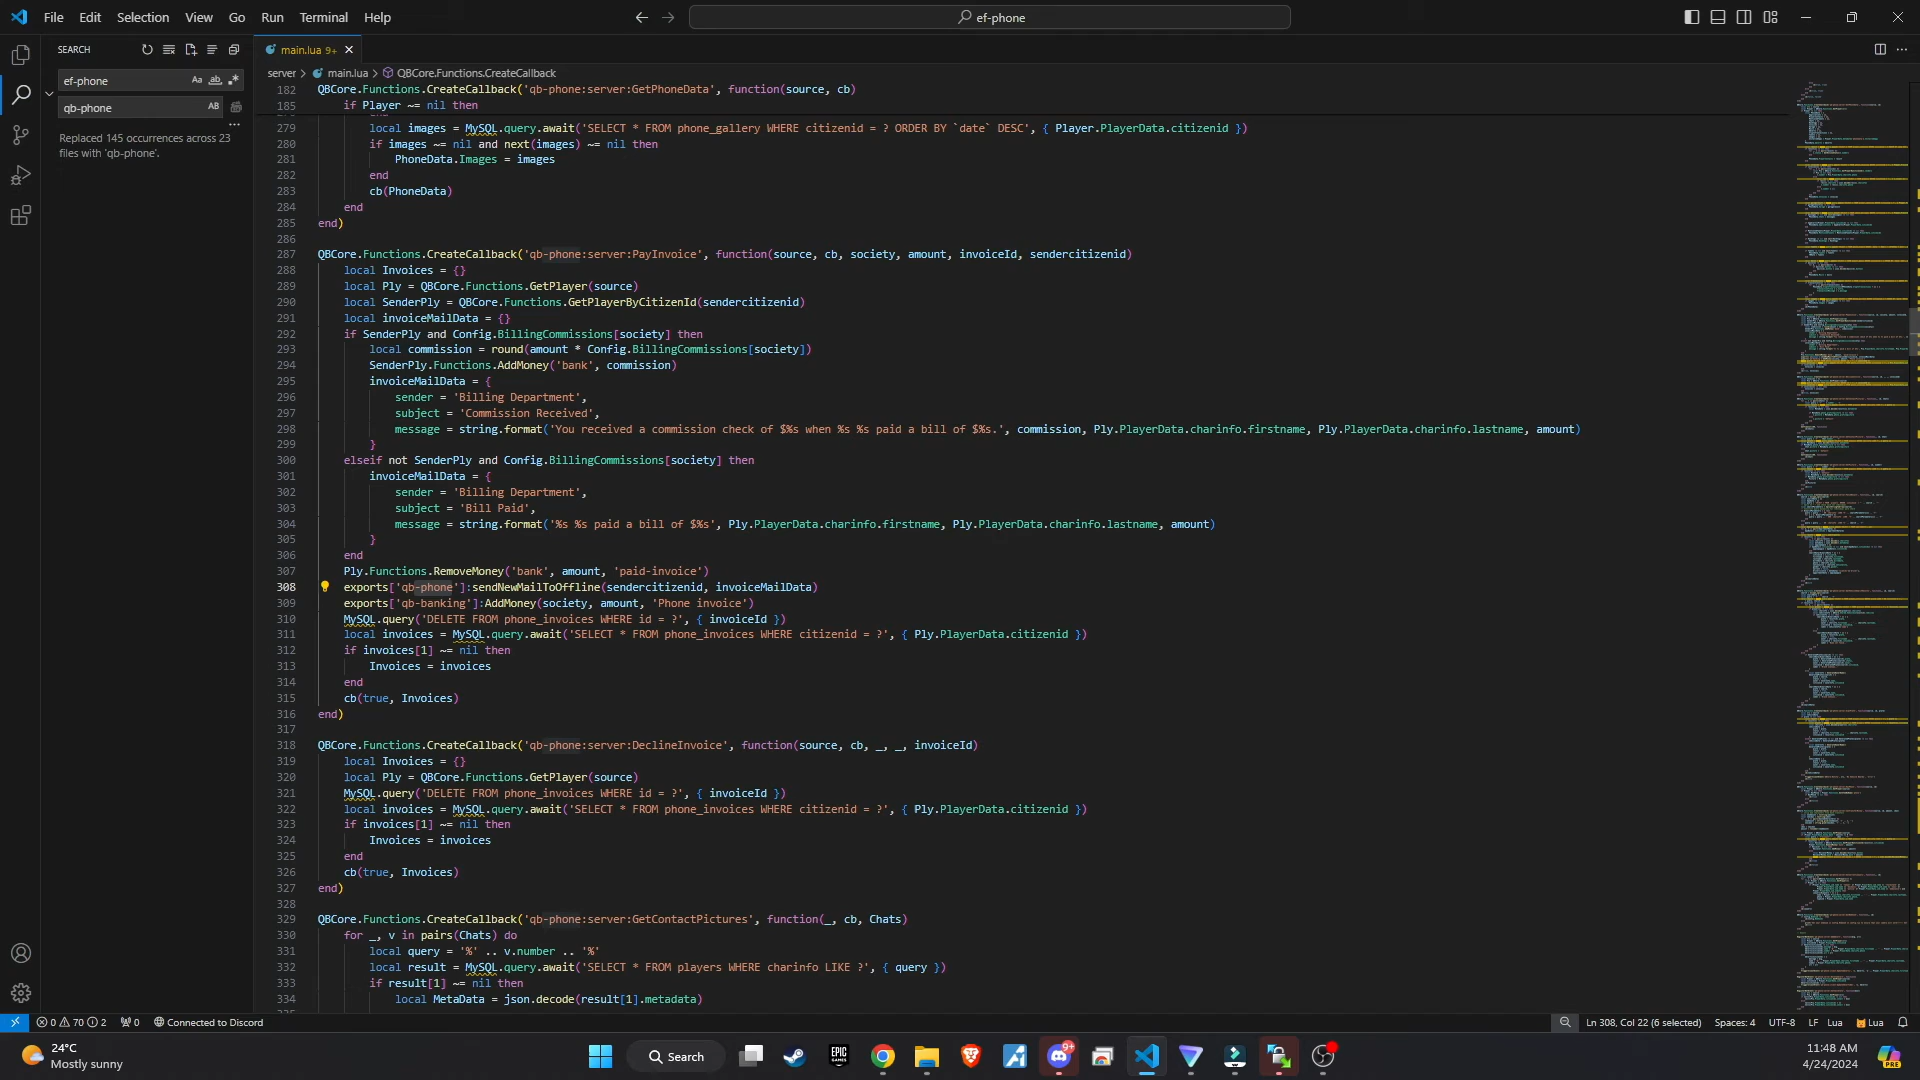 File Edit Selection View Go Run Terminal Help
ef-phone
SEARCH
main.lua 9+
ef-phone
Aa ab
server > main.lua > QBCore.Functions.CreateCallback
qb-phone
AB
Replaced 145 occurrences across 23
files with 'qb-phone'.
182 QBCore.Functions.CreateCallback('qb-phone:server:GetPhoneData', function(source, cb)
185 if Player ~= nil then
279 local images = MySQL.query.await('SELECT * FROM phone_gallery WHERE citizenid = ? ORDER BY `date` DESC', { Player.PlayerData.citizenid })
280 if images ~= nil and next(images) ~= nil then
281 PhoneData.Images = images
282 end
283 cb(PhoneData)
284 end
285 end)
286
287 QBCore.Functions.CreateCallback('qb-phone:server:PayInvoice', function(source, cb, society, amount, invoiceId, sendercitizenid)
288 local Invoices = {}
289 local Ply = QBCore.Functions.GetPlayer(source)
290 local SenderPly = QBCore.Functions.GetPlayerByCitizenId(sendercitizenid)
291 local invoiceMailData = {}
292 if SenderPly and Config.BillingCommissions[society] then
293 local commission = round(amount * Config.BillingCommissions[society])
294 SenderPly.Functions.AddMoney('bank', commission)
295 invoiceMailData = {
296 sender = 'Billing Department',
297 subject = 'Commission Received',
298 message = string.format('You received a commission check of $%s when %s %s paid a bill of $%s.', commission, Ply.PlayerData.charinfo.firstname, Ply.PlayerData.charinfo.lastname, amount)
299 }
300 elseif not SenderPly and Config.BillingCommissions[society] then
301 invoiceMailData = {
302 sender = 'Billing Department',
303 subject = 'Bill Paid',
304 message = string.format('%s %s paid a bill of $%s', Ply.PlayerData.charinfo.firstname, Ply.PlayerData.charinfo.lastname, amount)
305 }
306 end
307 Ply.Functions.RemoveMoney('bank', amount, 'paid-invoice')
308 exports['qb-phone']:sendNewMailToOffline(sendercitizenid, invoiceMailData)
309 exports['qb-banking']:AddMoney(society, amount, 'Phone invoice')
310 MySQL.query('DELETE FROM phone_invoices WHERE id = ?', { invoiceId })
311 local invoices = MySQL.query.await('SELECT * FROM phone_invoices WHERE citizenid = ?', { Ply.PlayerData.citizenid })
312 if invoices[1] ~= nil then
313 Invoices = invoices
314 end
315 cb(true, Invoices)
316 end)
317
318 QBCore.Functions.CreateCallback('qb-phone:server:DeclineInvoice', function(source, cb, _, _, invoiceId)
319 local Invoices = {}
320 local Ply = QBCore.Functions.GetPlayer(source)
321 MySQL.query('DELETE FROM phone_invoices WHERE id = ?', { invoiceId })
322 local invoices = MySQL.query.await('SELECT * FROM phone_invoices WHERE citizenid = ?', { Ply.PlayerData.citizenid })
323 if invoices[1] ~= nil then
324 Invoices = invoices
325 end
326 cb(true, Invoices)
327 end)
328
329 QBCore.Functions.CreateCallback('qb-phone:server:GetContactPictures', function(_, cb, Chats)
330 for _, v in pairs(Chats) do
331 local query = '%' .. v.number .. '%'
332 local result = MySQL.query.await('SELECT * FROM players WHERE charinfo LIKE ?', { query })
333 if result[1] ~= nil then
334 local MetaData = json.decode(result[1].metadata)
0 70 2 0 Connected to Discord
Ln 308, Col 22 (6 selected) Spaces: 4 UTF-8 LF Lua Lua
24°C
Mostly sunny
Search
EPIC GAMES
9+
11:48 AM
4/24/2024
PRE